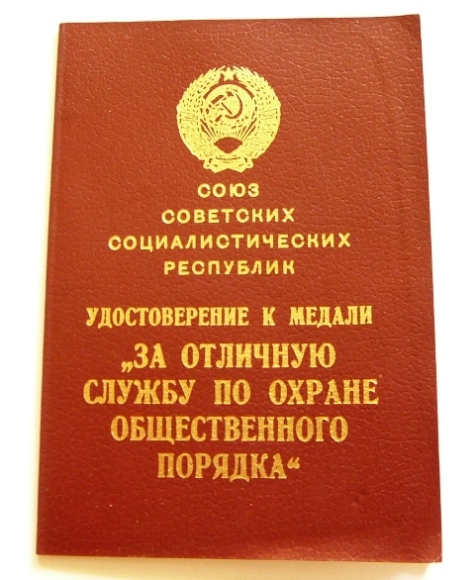 СОЮЗ
СОВЕТСКИХ
СОЦИАЛИСТИЧЕСКИХ
РЕСПУБЛИК
УДОСТОВЕРЕНИЕ К МЕДАЛИ
„ЗА ОТЛИЧНУЮ
СЛУЖБУ ПО ОХРАНЕ
ОБЩЕСТВЕННОГО
ПОРЯДКА“